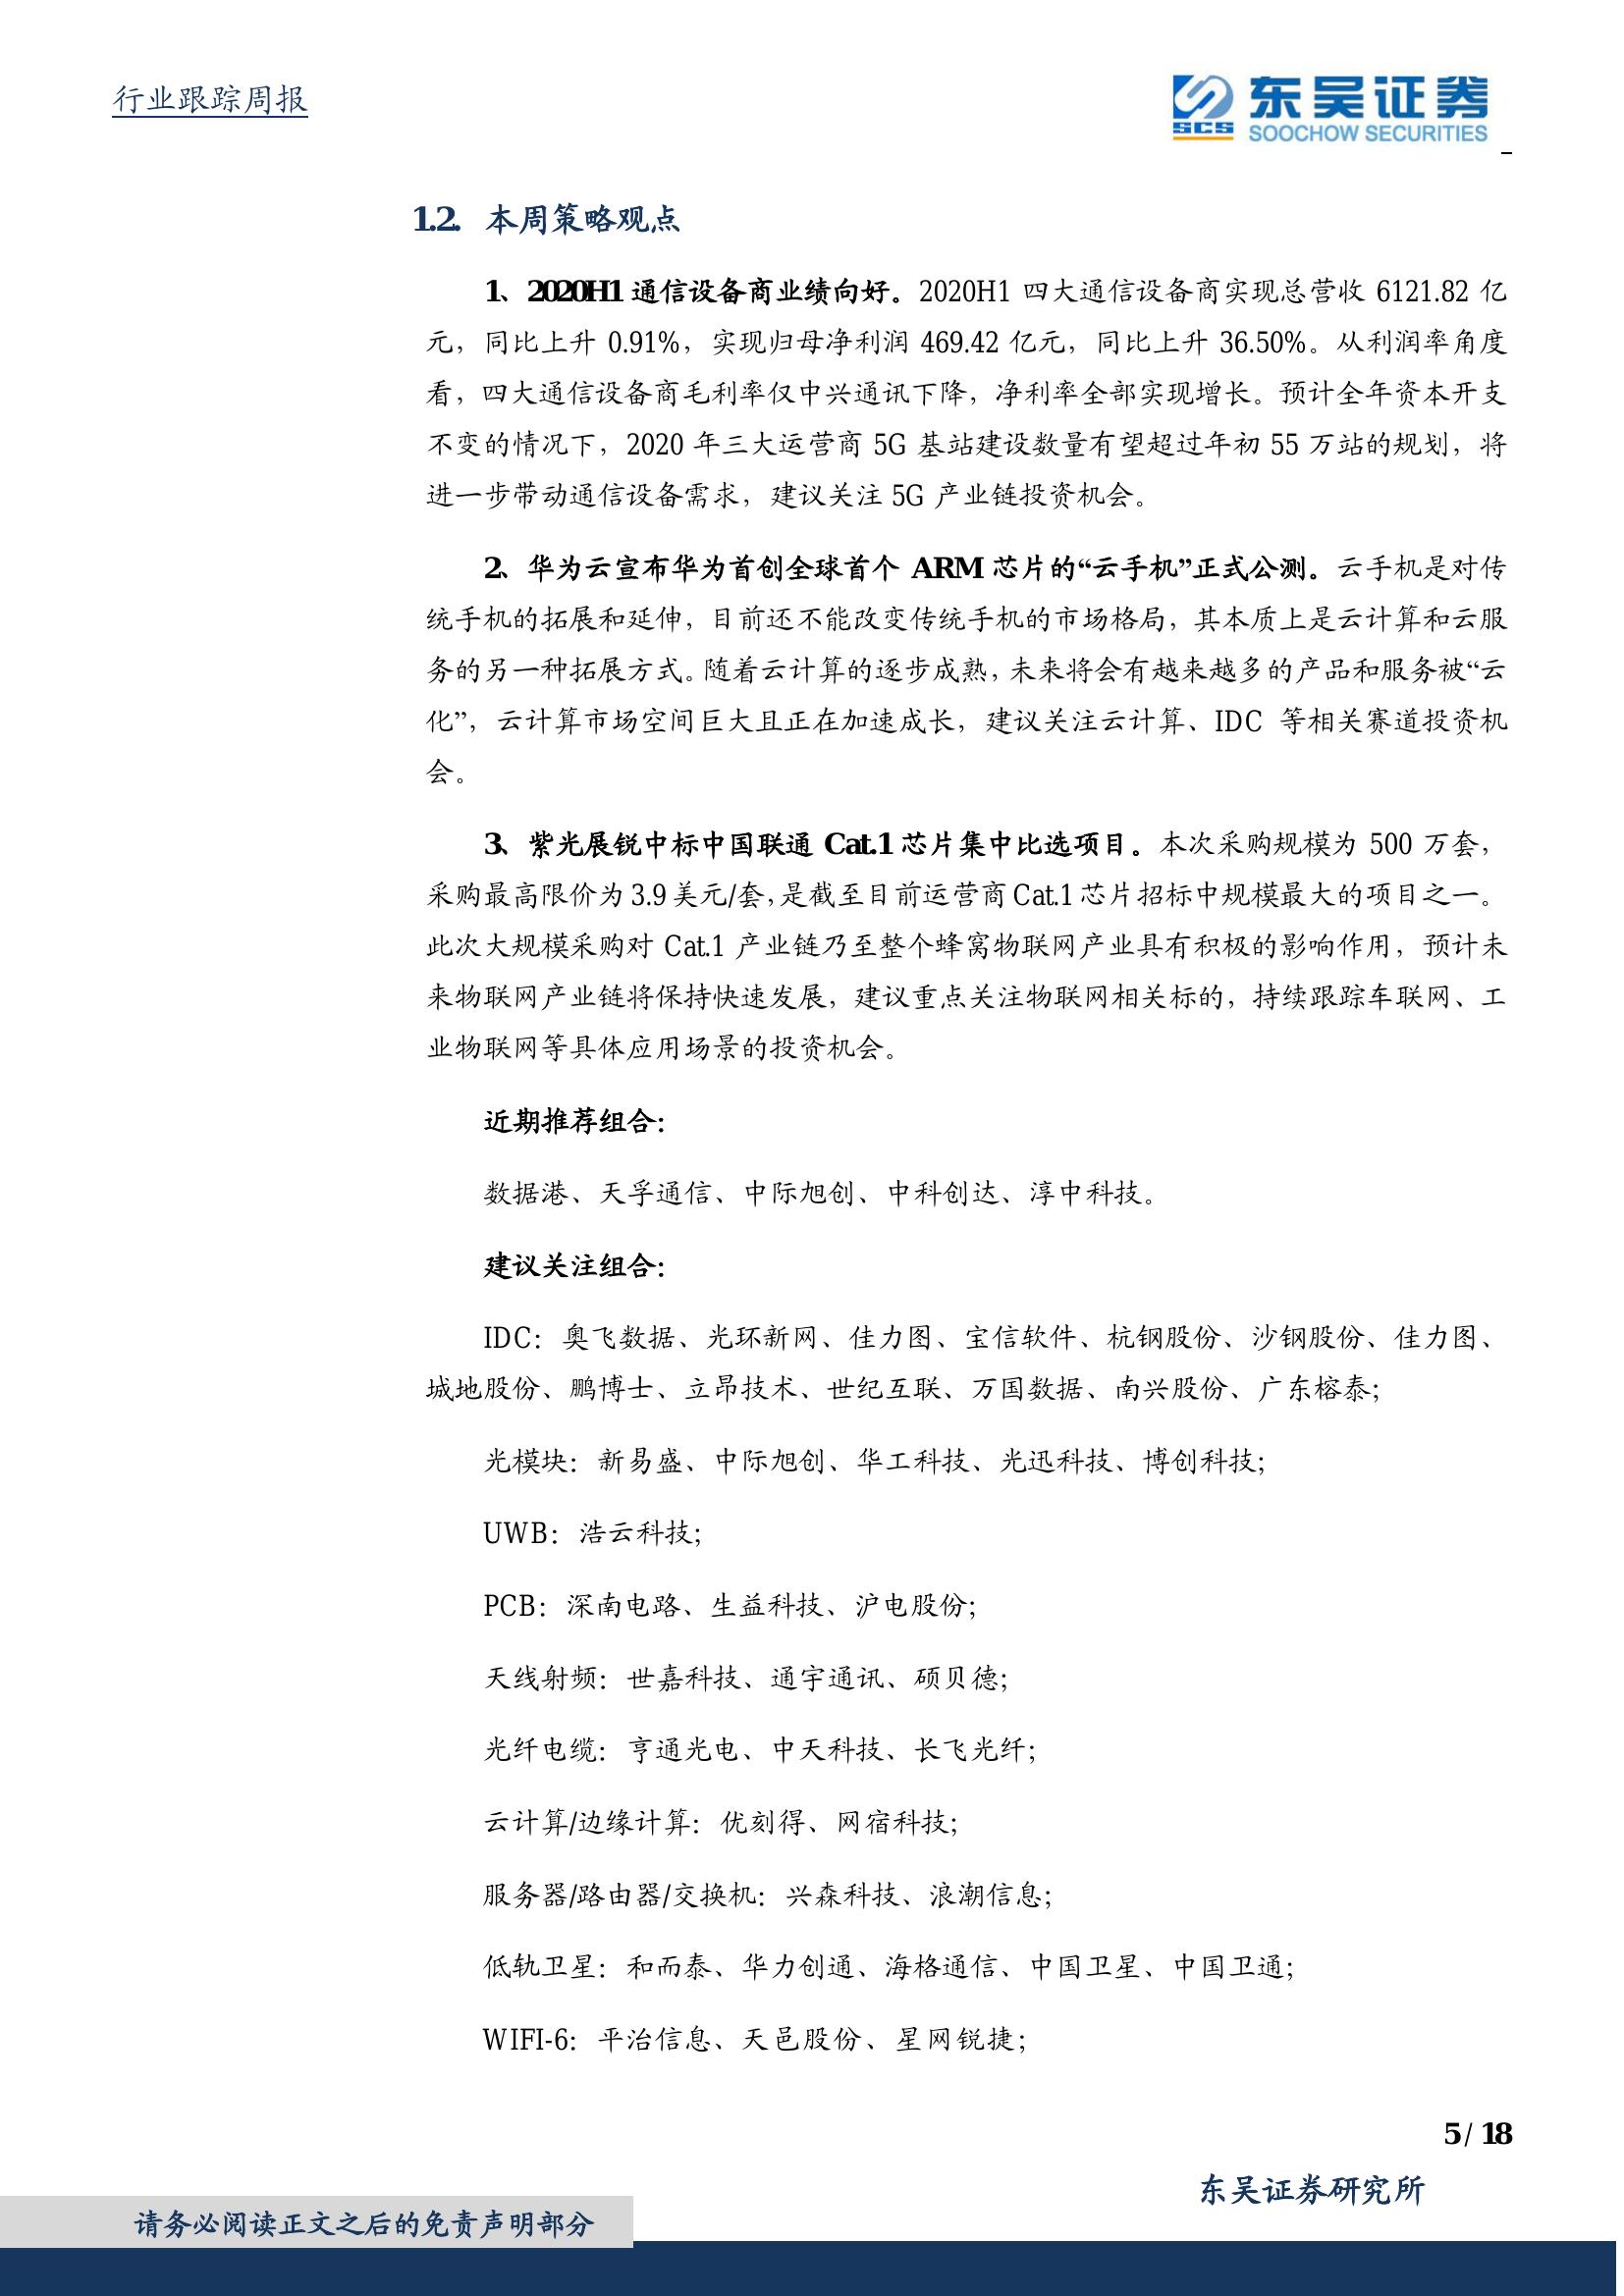 行业跟踪周报
东吴证券
SCS
SOOCHOW SECURITIES
1.2. 本周策略观点
1、2020H1 通信设备商业绩向好。2020H1 四大通信设备商实现总营收 6121.82 亿
元，同比上升 0.91%，实现归母净利润 469.42 亿元，同比上升 36.50%。从利润率角度
看，四大通信设备商毛利率仅中兴通讯下降，净利率全部实现增长。预计全年资本开支
不变的情况下，2020 年三大运营商 5G 基站建设数量有望超过年初 55 万站的规划，将
进一步带动通信设备需求，建议关注 5G 产业链投资机会。
2、华为云宣布华为首创全球首个 ARM 芯片的“云手机”正式公测。云手机是对传
统手机的拓展和延伸，目前还不能改变传统手机的市场格局，其本质上是云计算和云服
务的另一种拓展方式。随着云计算的逐步成熟，未来将会有越来越多的产品和服务被“云
化”，云计算市场空间巨大且正在加速成长，建议关注云计算、IDC 等相关赛道投资机
会。
3、紫光展锐中标中国联通 Cat.1 芯片集中比选项目。本次采购规模为 500 万套，
采购最高限价为 3.9 美元/套，是截至目前运营商 Cat.1 芯片招标中规模最大的项目之一。
此次大规模采购对 Cat.1 产业链乃至整个蜂窝物联网产业具有积极的影响作用，预计未
来物联网产业链将保持快速发展，建议重点关注物联网相关标的，持续跟踪车联网、工
业物联网等具体应用场景的投资机会。
近期推荐组合：
数据港、天孚通信、中际旭创、中科创达、淳中科技。
建议关注组合：
IDC：奥飞数据、光环新网、佳力图、宝信软件、杭钢股份、沙钢股份、佳力图、
城地股份、鹏博士、立昂技术、世纪互联、万国数据、南兴股份、广东榕泰；
光模块：新易盛、中际旭创、华工科技、光迅科技、博创科技；
UWB：浩云科技；
PCB：深南电路、生益科技、沪电股份；
天线射频：世嘉科技、通宇通讯、硕贝德；
光纤电缆：亨通光电、中天科技、长飞光纤；
云计算/边缘计算：优刻得、网宿科技；
服务器/路由器/交换机：兴森科技、浪潮信息；
低轨卫星：和而泰、华力创通、海格通信、中国卫星、中国卫通；
WIFI-6：平治信息、天邑股份、星网锐捷；
5 / 18
东吴证券研究所
请务必阅读正文之后的免责声明部分